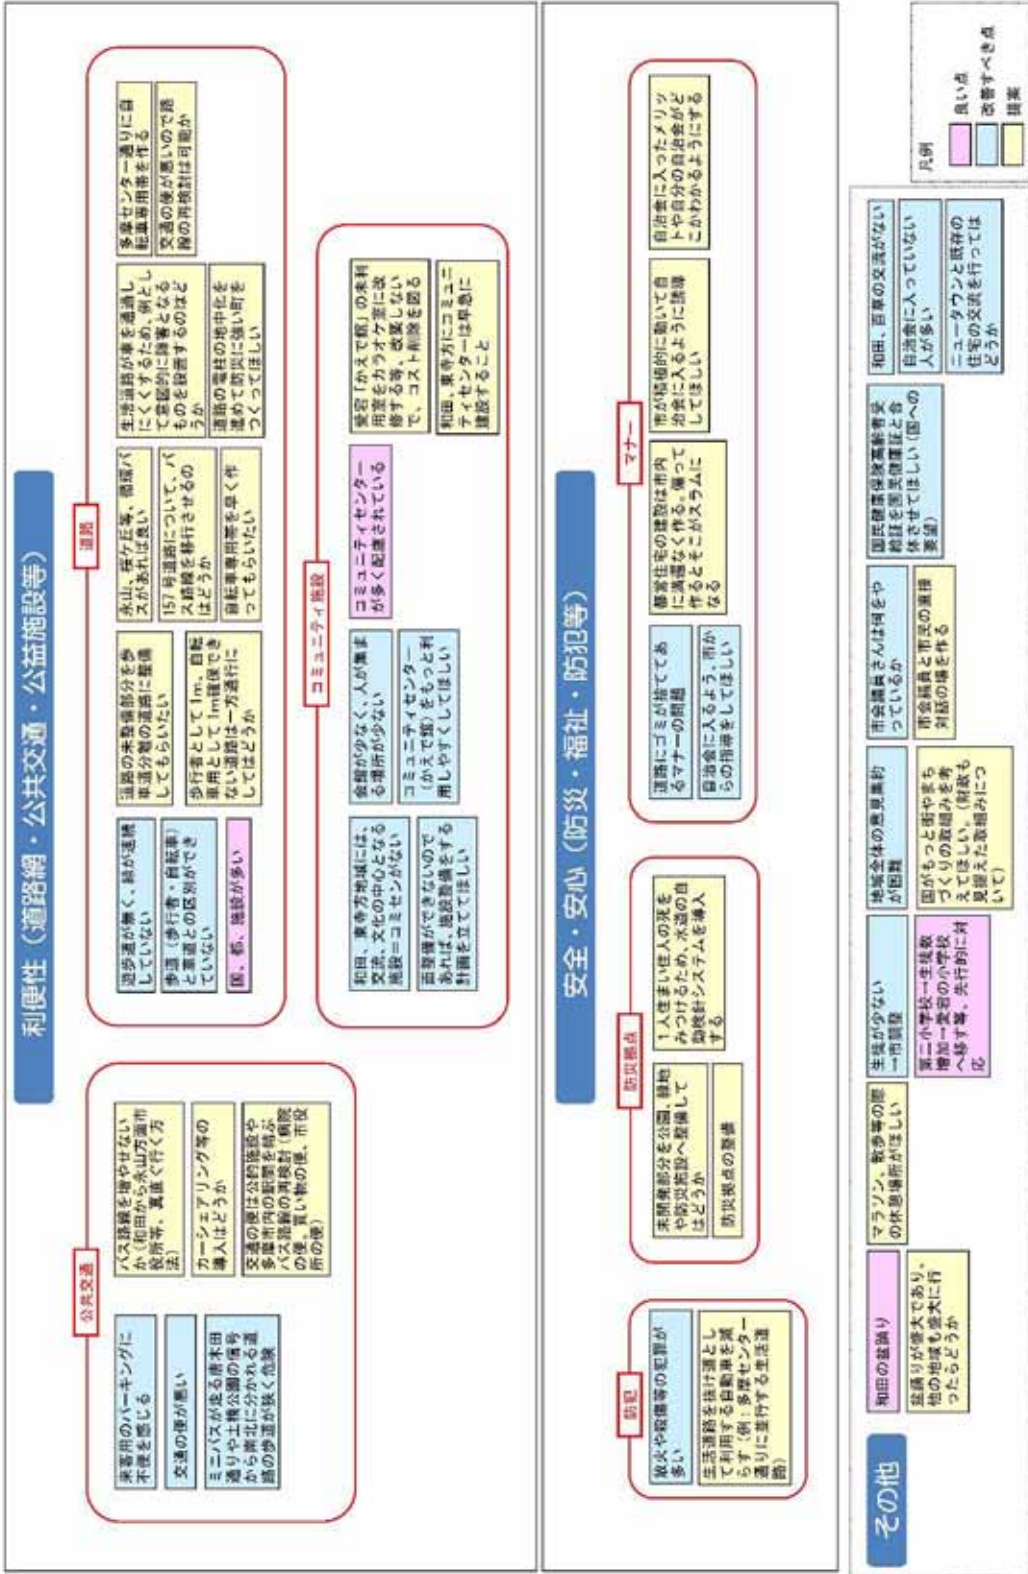 利便性（道路網・公共交通・公益施設等）
公共交通
来客用のパーキングに
不便を感じる
交通の便が悪い
ミニバスが走る唐木田
通りや土橋公園の信号
から南北に分かれる道
路の歩道が狭く危険
バス路線を増やせない
か（和田から永山方面市
役所等、真直ぐ行く方
法）
カーシェアリング等の
導入はどうか
交通の便は公的施設や
多摩市内の駅間を結ぶ
バス路線の再検討（病院
の便、買い物の便、市役
所の便）
道路
遊歩道が無く、緑が連続
していない
歩道（歩行者・自転車）
と車道との区別ができ
ていない
国、都、施設が多い
道路の未整備部分を歩
車道分離の道路に整備
してもらいたい
歩行者として1m、自転
車用として1m確保でき
ない道路は一方通行に
してはどうか
永山、桜ケ丘等、循環バ
スがあれば良い
157号道路について、バ
ス路線を移行させるの
はどうか
自転車専用帯を早く作
ってもらいたい
生活道路が車を通過し
にくくするため、例とし
て意図的に障害となる
ものを設置するのはど
うか
道路の電柱の地中化を
進めて防災に強い町を
つくってほしい
多摩センター通りに自
転車専用帯を作る
交通の便が悪いので路
線の再検討は可能か
コミュニティ施設
和田、東寺方地域には、
交流、文化の中心となる
施設＝コミセンがない
面整備ができないので
あれば、施設整備をする
計画を立ててほしい
会館が少なく、人が集ま
る場所が少ない
コミュニティセンター
（かえで館）をもっと利
用しやすくしてほしい
コミュニティセンター
が多く配慮されている
愛宕「かえで館」の未利
用室をカラオケ室に改
修する等、改築しない
で、コスト削除を図る
和田、東寺方にコミュニ
ティセンターは早急に
建設すること
安全・安心（防災・福祉・防犯等）
防犯
放火や殺傷等の犯罪が
多い
生活道路を抜け道とし
て利用する自動車を減
らす（例：多摩センター
通りに並行する生活道
路）
防災拠点
未開発部分を公園、緑地
や防災施設へ整備して
はどうか
防災拠点の整備
1人住まい住人の死を
みつけるため、水道の自
動検針システムを導入
する
マナー
道路にゴミが捨ててあ
るマナーの問題
自治会に入るよう、市か
らの指導をしてほしい
都営住宅の建設は市内
に満遍なく作る。偏って
作るとそこがスラムに
なる
市が積極的に動いて自
治会に入るように誘導
してほしい
自治会に入ったメリッ
トや自分の自治会がど
こかわかるようにする
その他
和田の盆踊り
盆踊りが盛大であり、
他の地域も盛大に行
ったらどうか
マラソン、散歩等の際
の休憩場所がほしい
生徒が少ない
→市頭発
第二小学校→生徒数
増加→愛宕の小学校
へ移す等、先行的に対
応
地域全体の意見集約
が困難
国がもっと街やまち
づくりの取組みを考
えてほしい。（財政も
見据えた取組みにつ
いて）
市会議員さんは何をや
っているか
市会議員と市民の直接
対話の場を作る
国民健康保険高齢者受
給証を国民健康証と合
体させてほしい（国への
要望）
和田、百草の交流がない
自治会に入っていない
人が多い
ニュータウンと既存の
住宅の交流を行っては
どうか
凡例
良い点
改善すべき点
提案